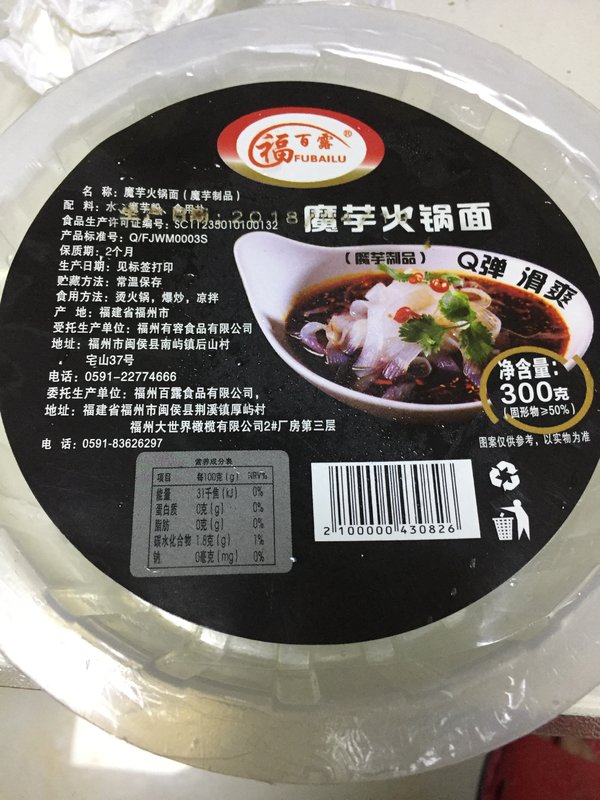 福百露®
FUBAILU
名 称：魔芋火锅面（魔芋制品）
配 料：水、魔芋粉、食用盐
生产日期：2018
食品生产许可证编号：SC11235010100132
产品标准号：Q/FJWM0003S
保质期：2个月
生产日期：见标签打印
贮藏方法：常温保存
食用方法：烫火锅，爆炒，凉拌
产 地：福建省福州市
受托生产单位：福州有容食品有限公司
地址：福州市闽侯县南屿镇后山村
宅山37号
电话：0591-22774666
委托生产单位：福州百露食品有限公司，
地址：福建省福州市闽侯县荆溪镇厚屿村
福州大世界橄榄有限公司2#厂房第三层
电 话：0591-83626297
魔芋火锅面
（魔芋制品）
Q弹 滑爽
净含量：
300克
（固形物≥50%）
图案仅供参考，以实物为准
营养成分表
项目 每100克(g) NRV%
能量 31千焦(kJ) 0%
蛋白质 0克(g) 0%
脂肪 0克(g) 0%
碳水化合物 1.8克(g) 1%
钠 0毫克(mg) 0%
2 100000 430826